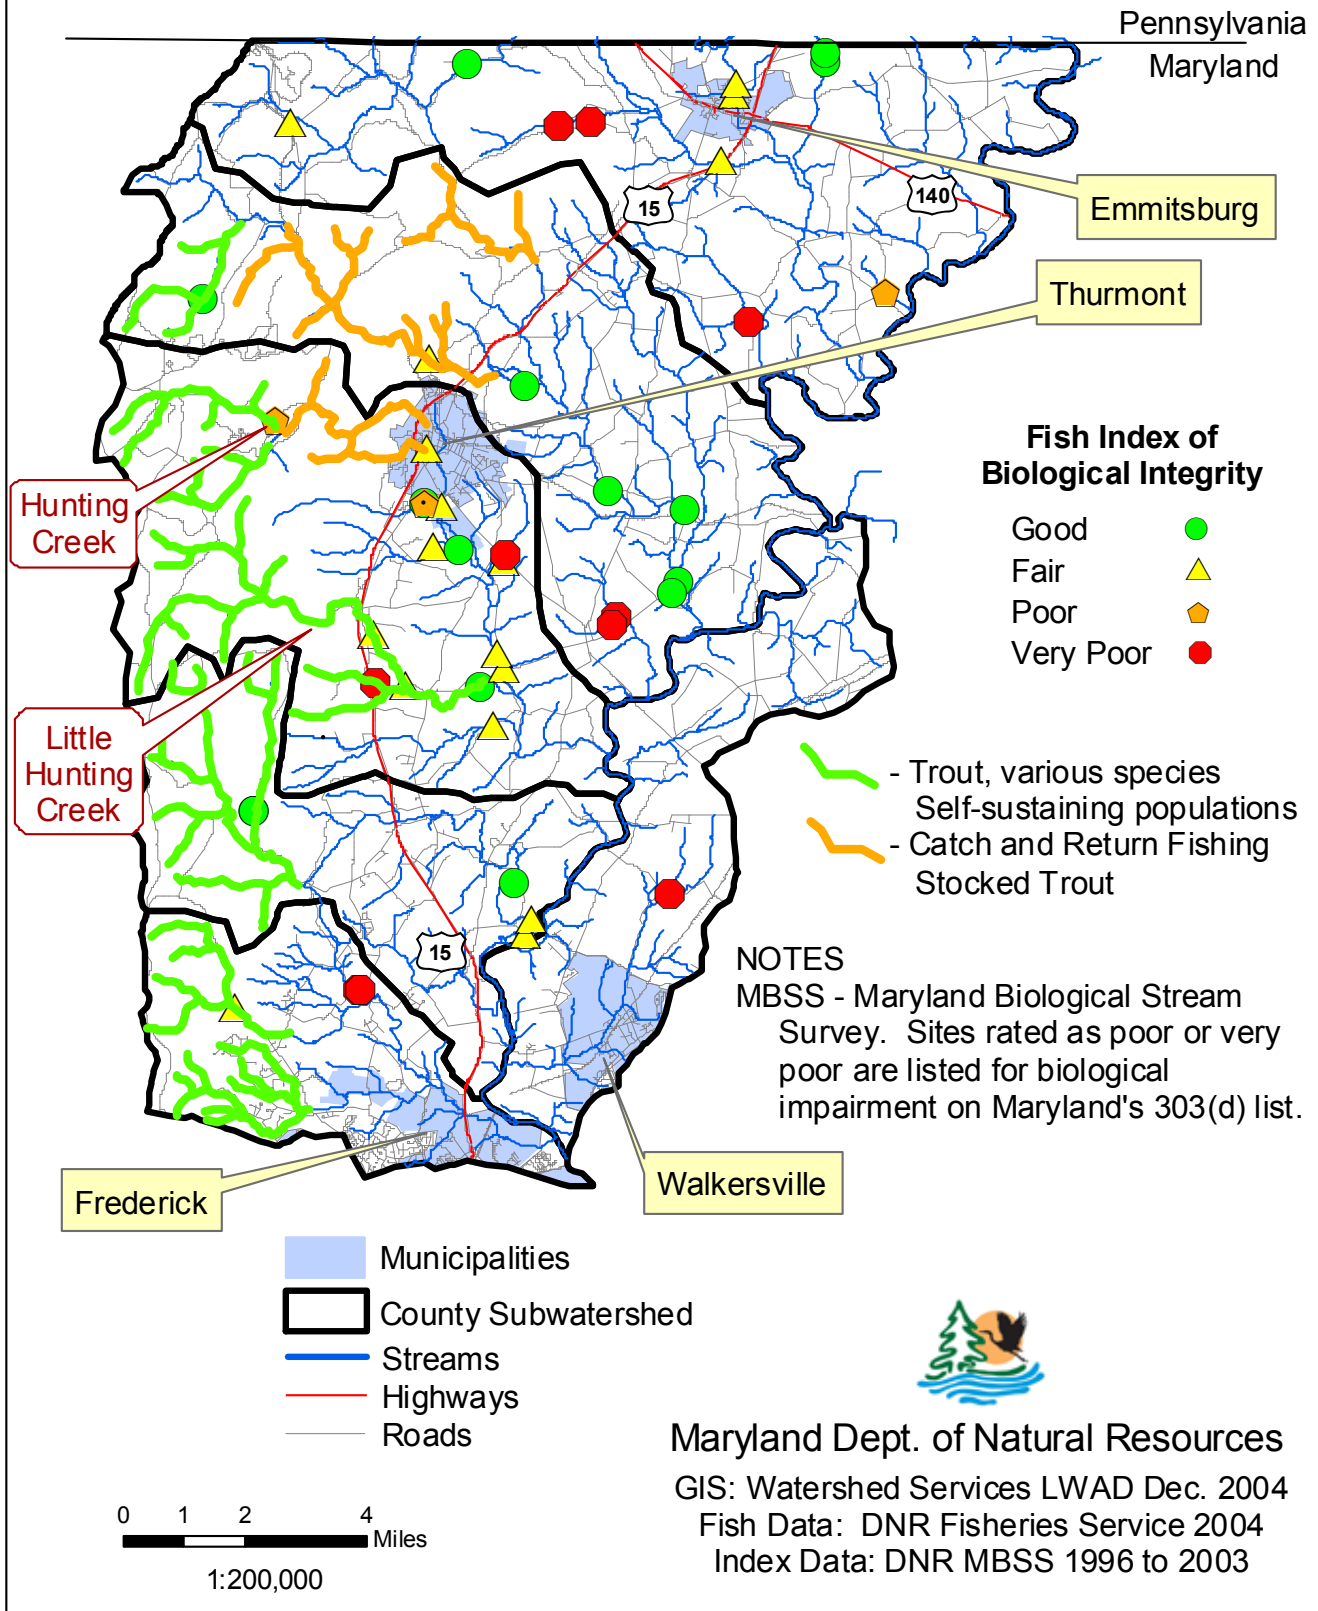 Pennsylvania
Maryland
15
140
Emmitsburg
Thurmont
Fish Index of
Biological Integrity
Good
Fair
Poor
Very Poor
Hunting
Creek
Little
Hunting
Creek
- Trout, various species
Self-sustaining populations
- Catch and Return Fishing
Stocked Trout
15
NOTES
MBSS - Maryland Biological Stream
Survey. Sites rated as poor or very
poor are listed for biological
impairment on Maryland's 303(d) list.
Frederick
Walkersville
Municipalities
County Subwatershed
Streams
Highways
Roads
Maryland Dept. of Natural Resources
GIS: Watershed Services LWAD Dec. 2004
Fish Data: DNR Fisheries Service 2004
Index Data: DNR MBSS 1996 to 2003
0 1 2 4
Miles
1:200,000